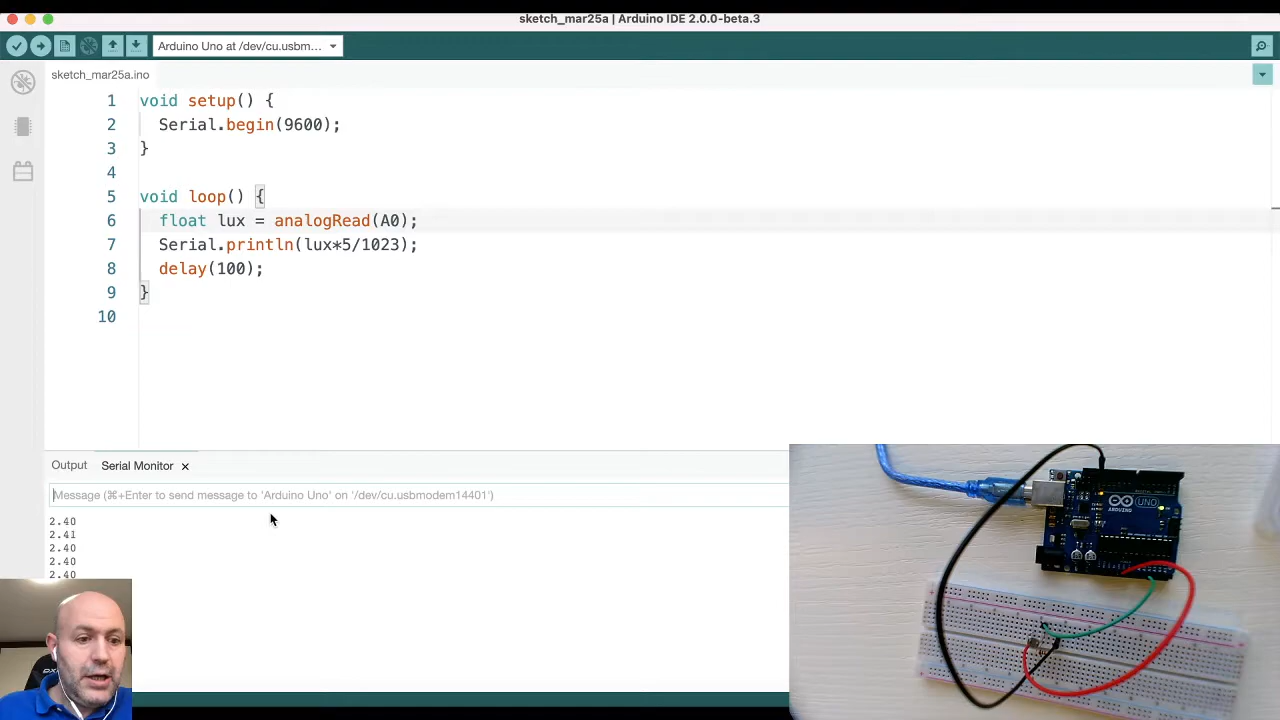 sketch_mar25a | Arduino IDE 2.0.0-beta.3
Arduino Uno at /dev/cu.usbm...
sketch_mar25a.ino
1 void setup() {
2 Serial.begin(9600);
3 }
4
5 void loop() {
6 float lux = analogRead(A0);
7 Serial.println(lux*5/1023);
8 delay(100);
9 }
10
Output Serial Monitor
Message (⌘+Enter to send message to 'Arduino Uno' on '/dev/cu.usbmodem14401')
2.40
2.41
2.40
2.40
2.40
UNO
ARDUINO